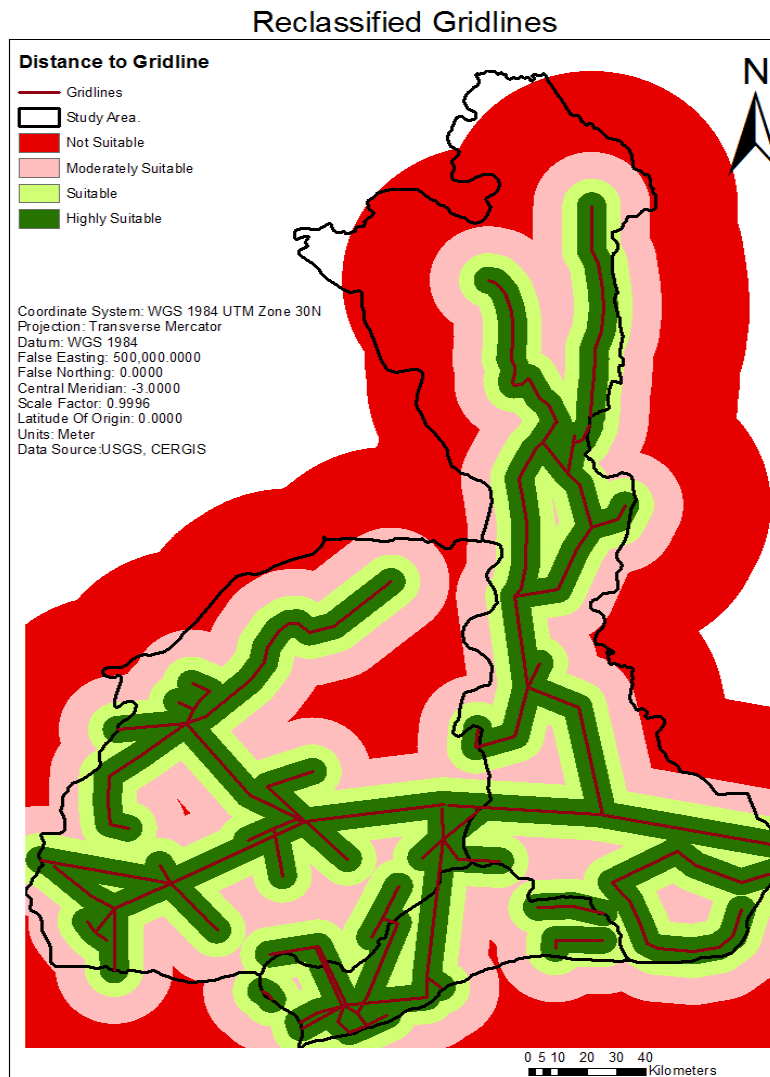 Reclassified Gridlines
Distance to Gridline
Gridlines
Study Area.
Not Suitable
Moderately Suitable
Suitable
Highly Suitable
N
Coordinate System: WGS 1984 UTM Zone 30N
Projection: Transverse Mercator
Datum: WGS 1984
False Easting: 500,000.0000
False Northing: 0.0000
Central Meridian: -3.0000
Scale Factor: 0.9996
Latitude Of Origin: 0.0000
Units: Meter
Data Source:USGS, CERGIS
0 5 10 20 30 40
Kilometers